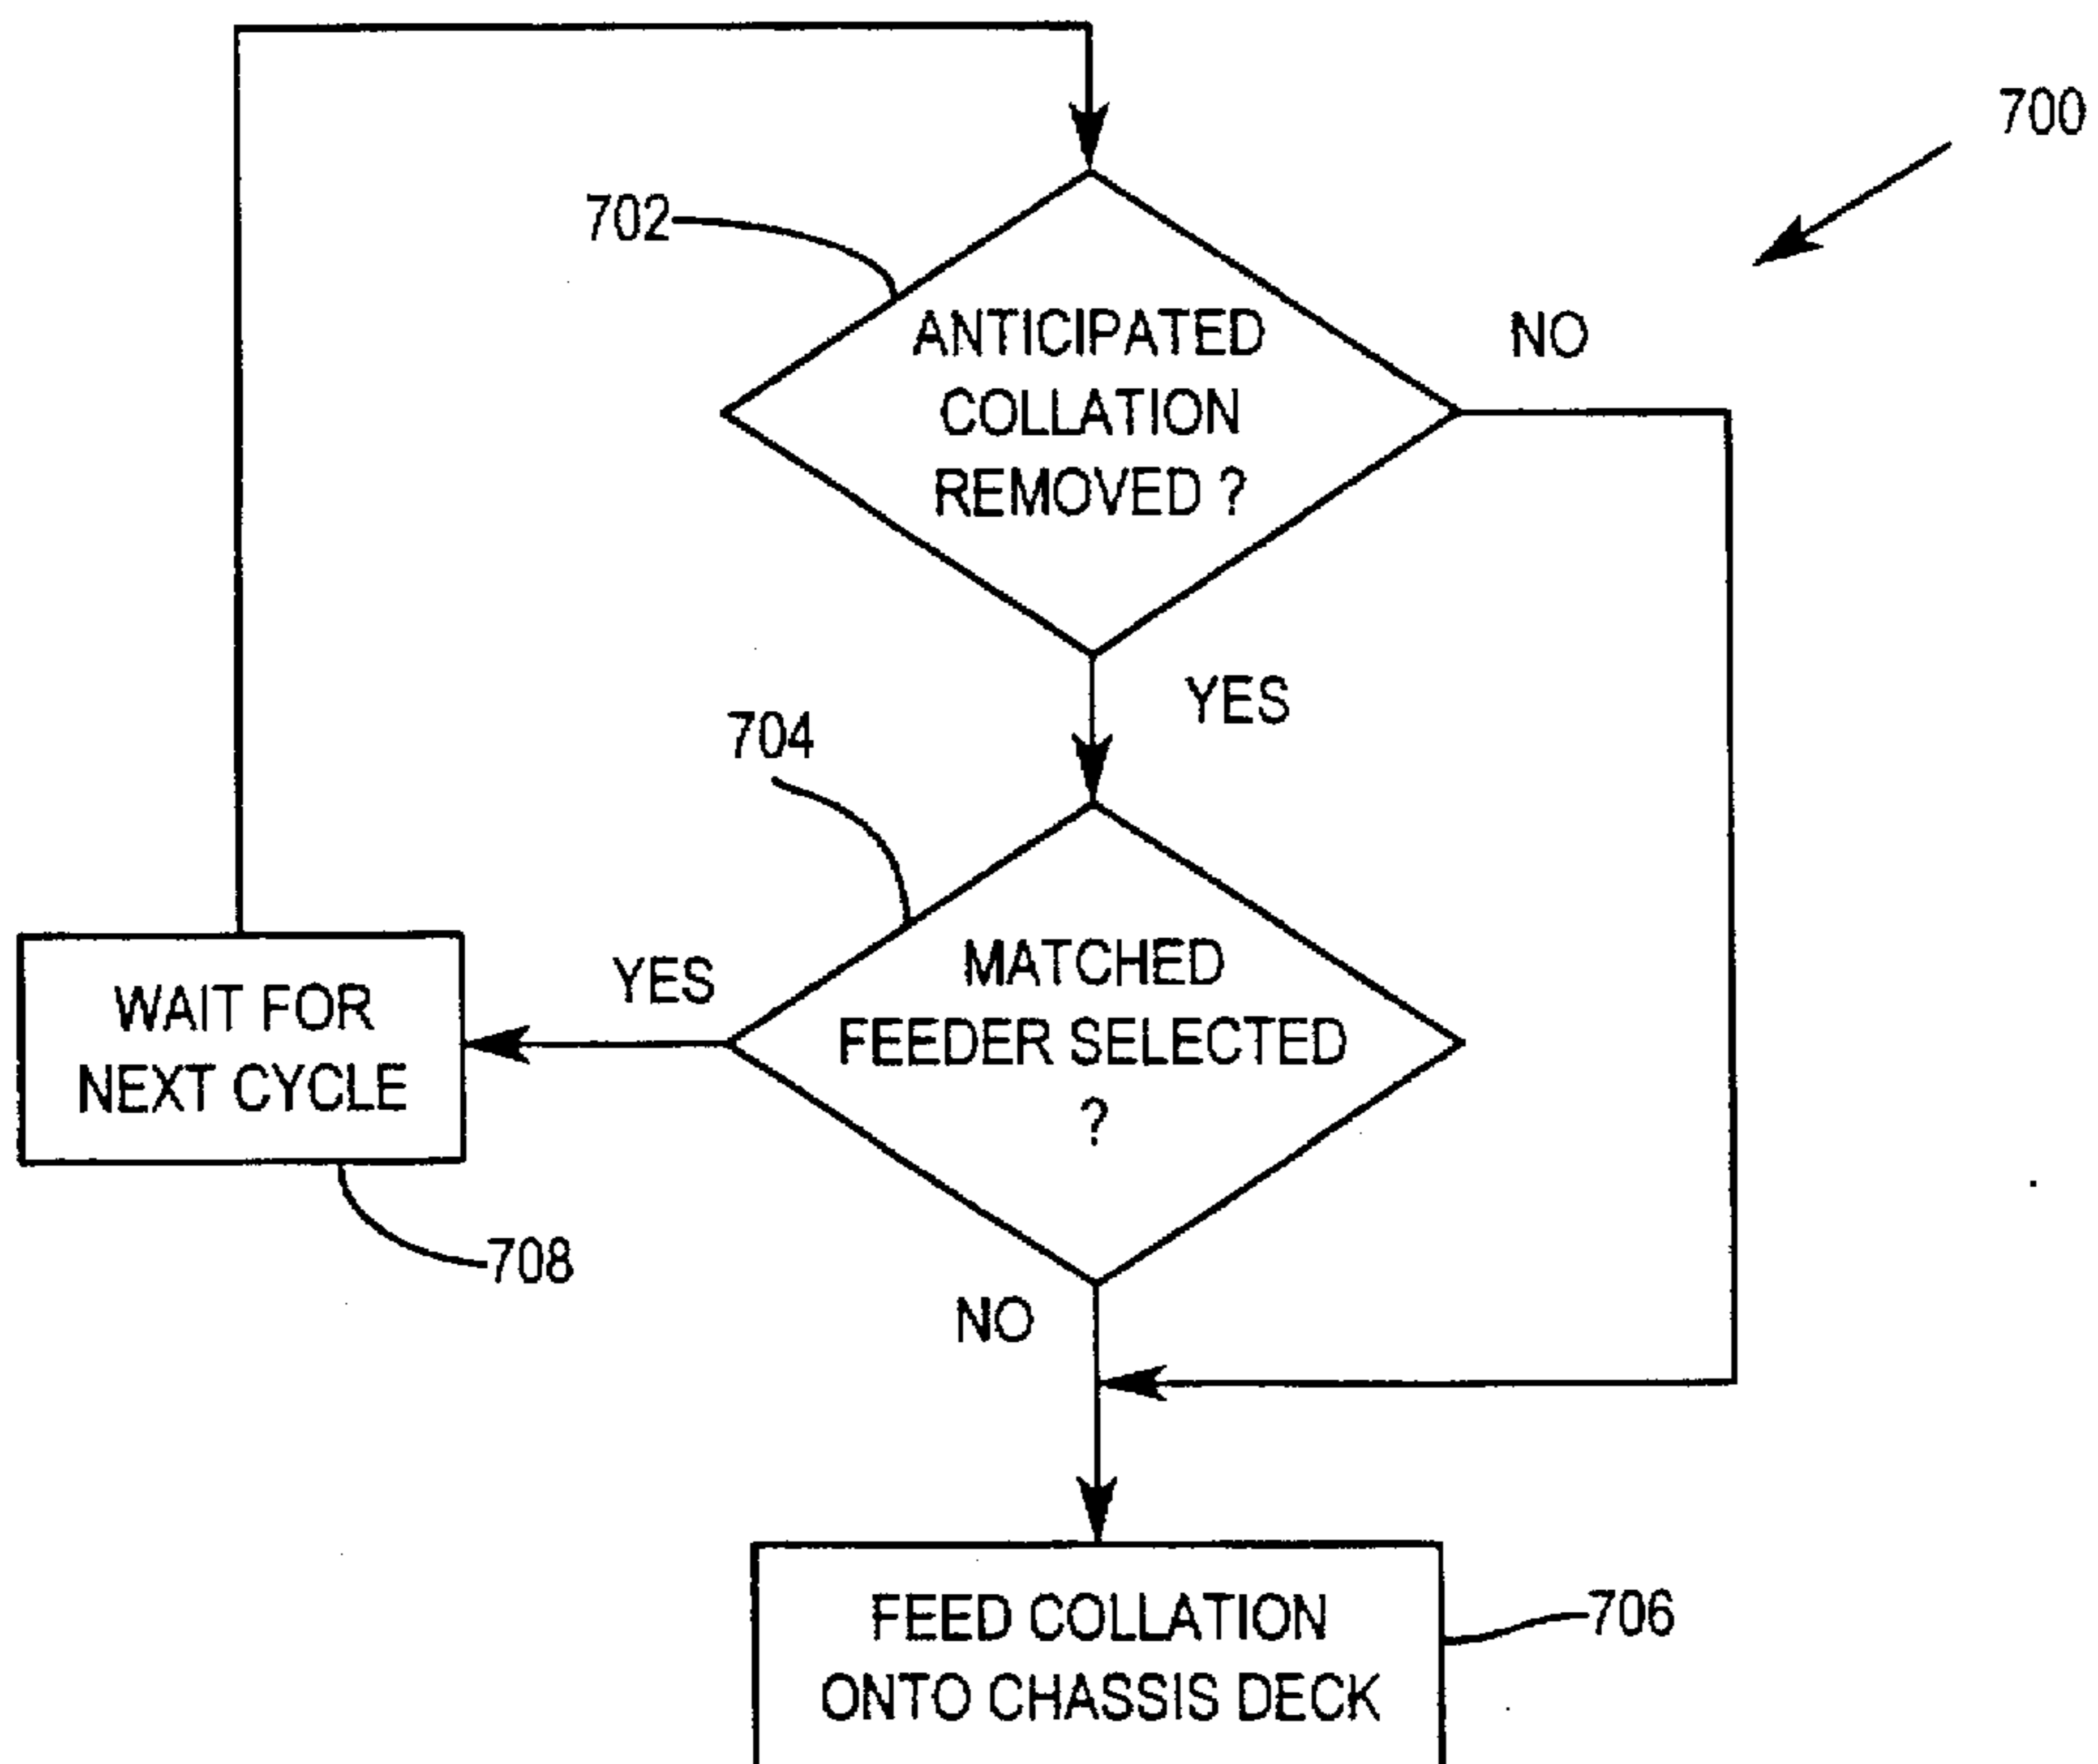 700
702
ANTICIPATED
COLLATION
REMOVED ?
NO
YES
704
MATCHED
FEEDER SELECTED
?
YES
WAIT FOR
NEXT CYCLE
708
NO
FEED COLLATION
ONTO CHASSIS DECK
706